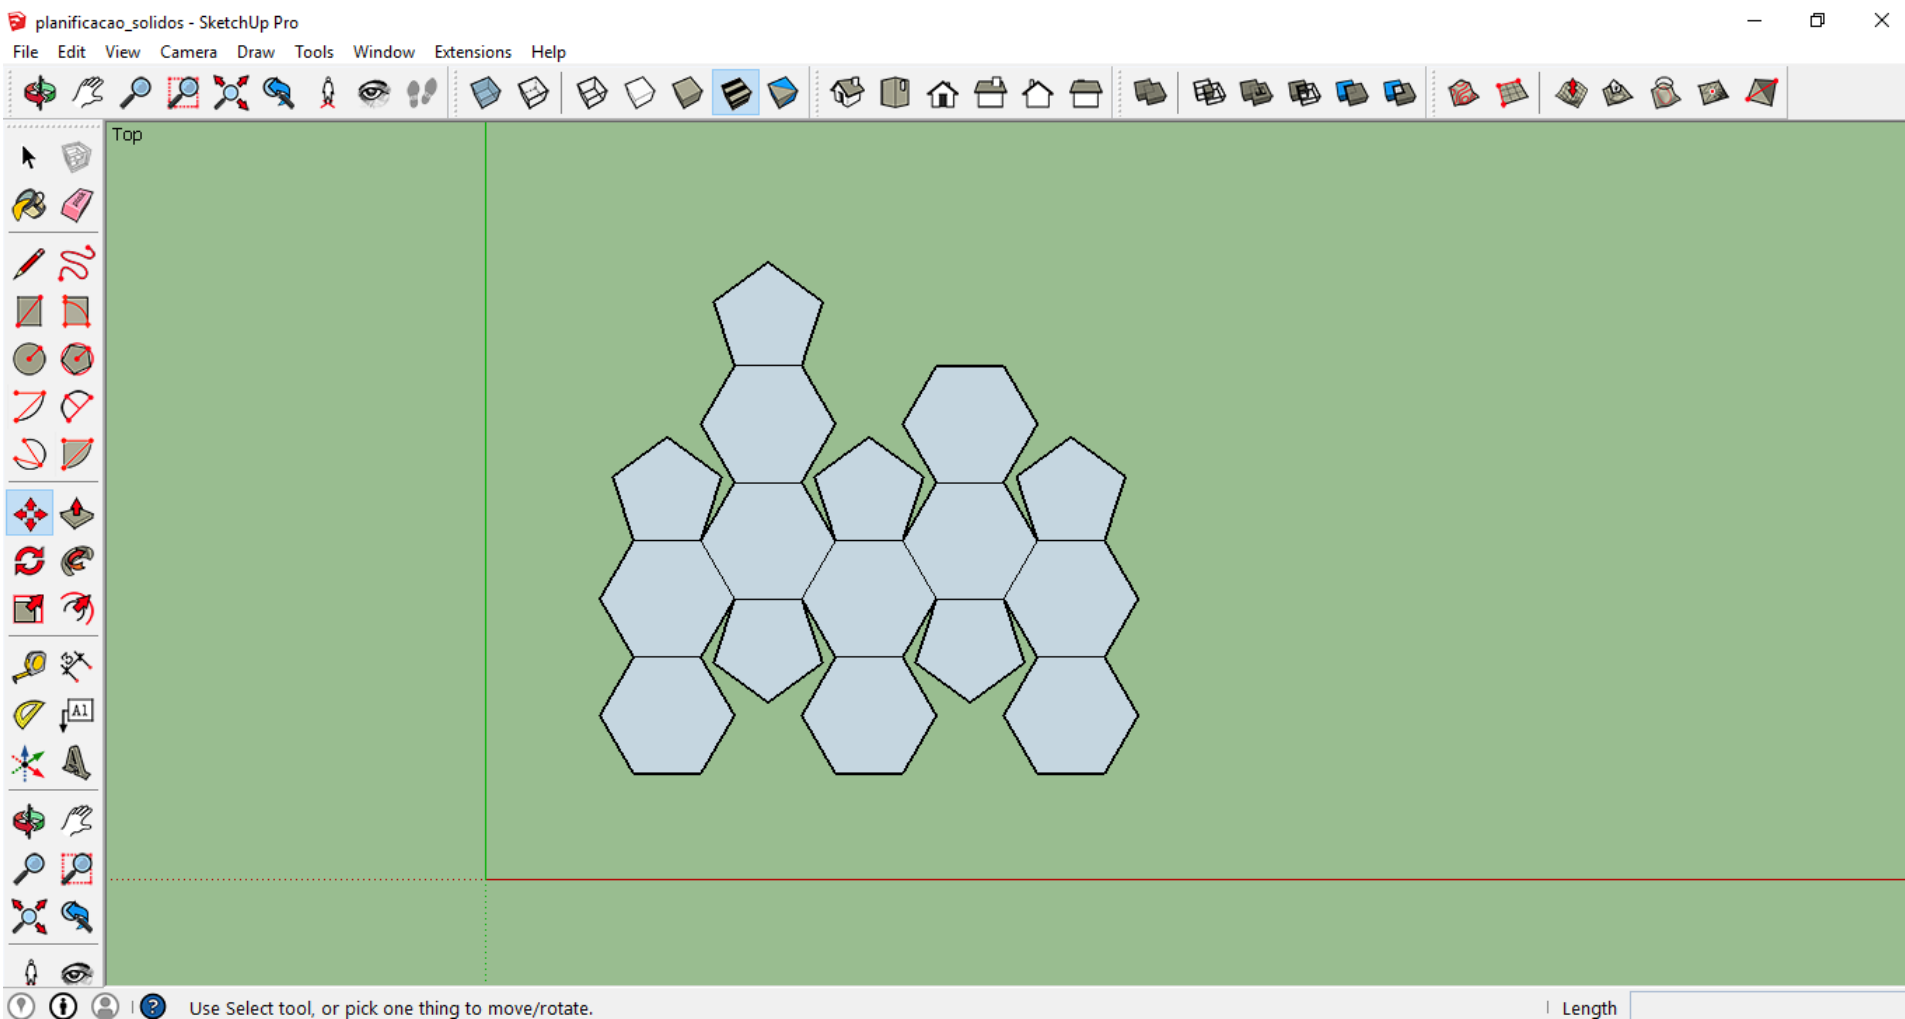 planificacao_solidos - SketchUp Pro
File Edit View Camera Draw Tools Window Extensions Help
Top
A1
Use Select tool, or pick one thing to move/rotate.
Length